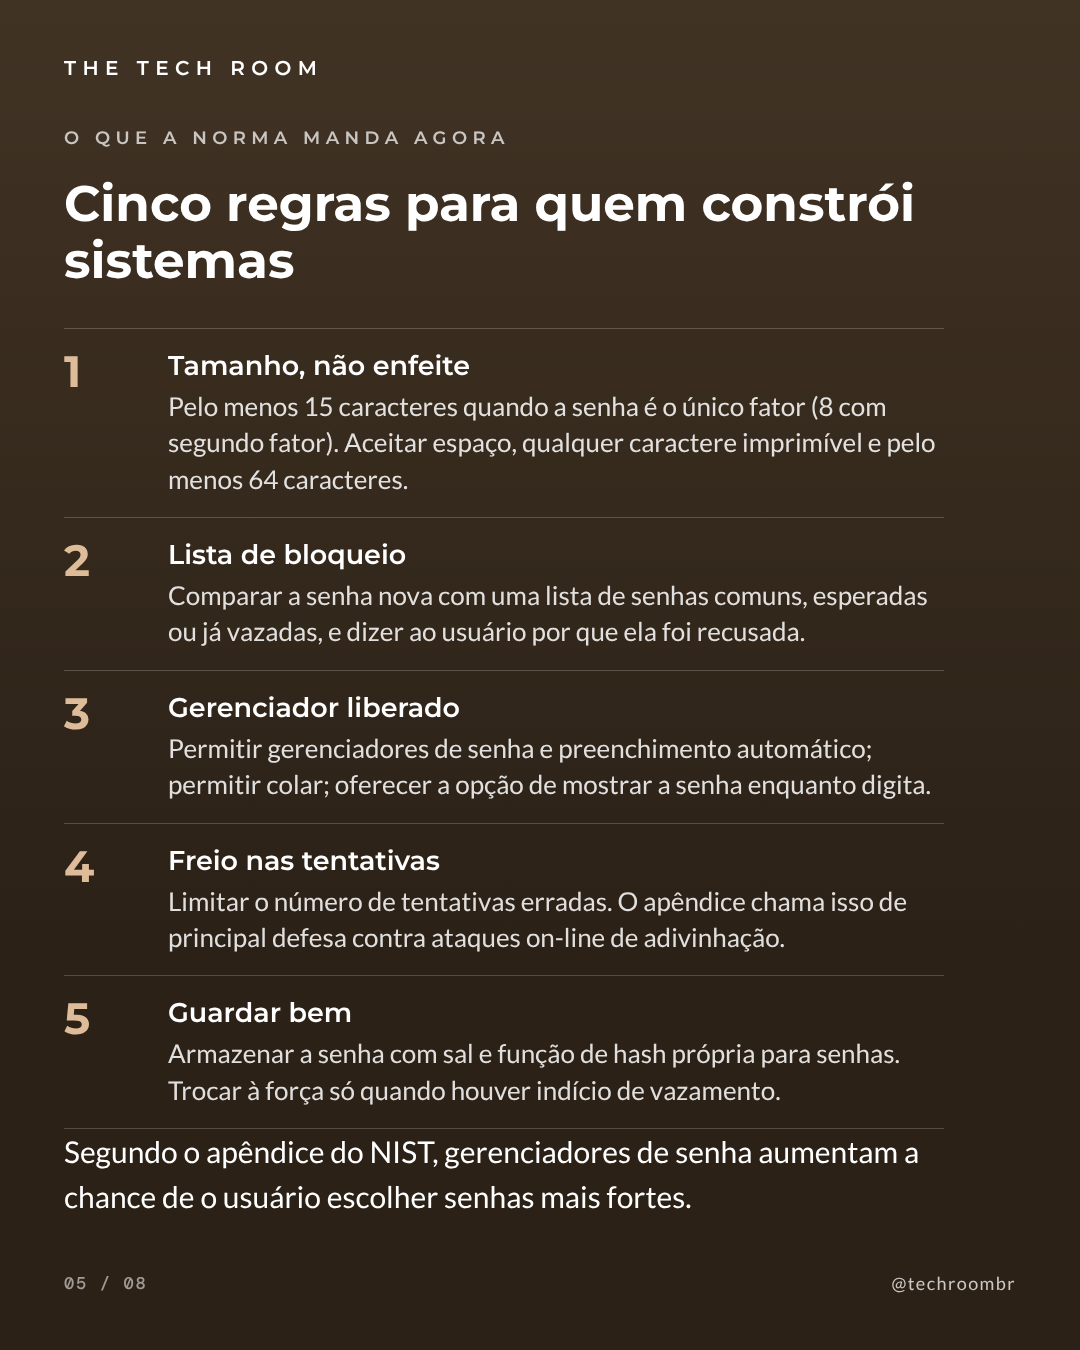 THE TECH ROOM
O QUE A NORMA MANDA AGORA
Cinco regras para quem constrói
sistemas
1
Tamanho, não enfeite
Pelo menos 15 caracteres quando a senha é o único fator (8 com
segundo fator). Aceitar espaço, qualquer caractere imprimível e pelo
menos 64 caracteres.
2
Lista de bloqueio
Comparar a senha nova com uma lista de senhas comuns, esperadas
ou já vazadas, e dizer ao usuário por que ela foi recusada.
3
Gerenciador liberado
Permitir gerenciadores de senha e preenchimento automático;
permitir colar; oferecer a opção de mostrar a senha enquanto digita.
4
Freio nas tentativas
Limitar o número de tentativas erradas. O apêndice chama isso de
principal defesa contra ataques on-line de adivinhação.
5
Guardar bem
Armazenar a senha com sal e função de hash própria para senhas.
Trocar à força só quando houver indício de vazamento.
Segundo o apêndice do NIST, gerenciadores de senha aumentam a
chance de o usuário escolher senhas mais fortes.
05 / 08
@techroombr